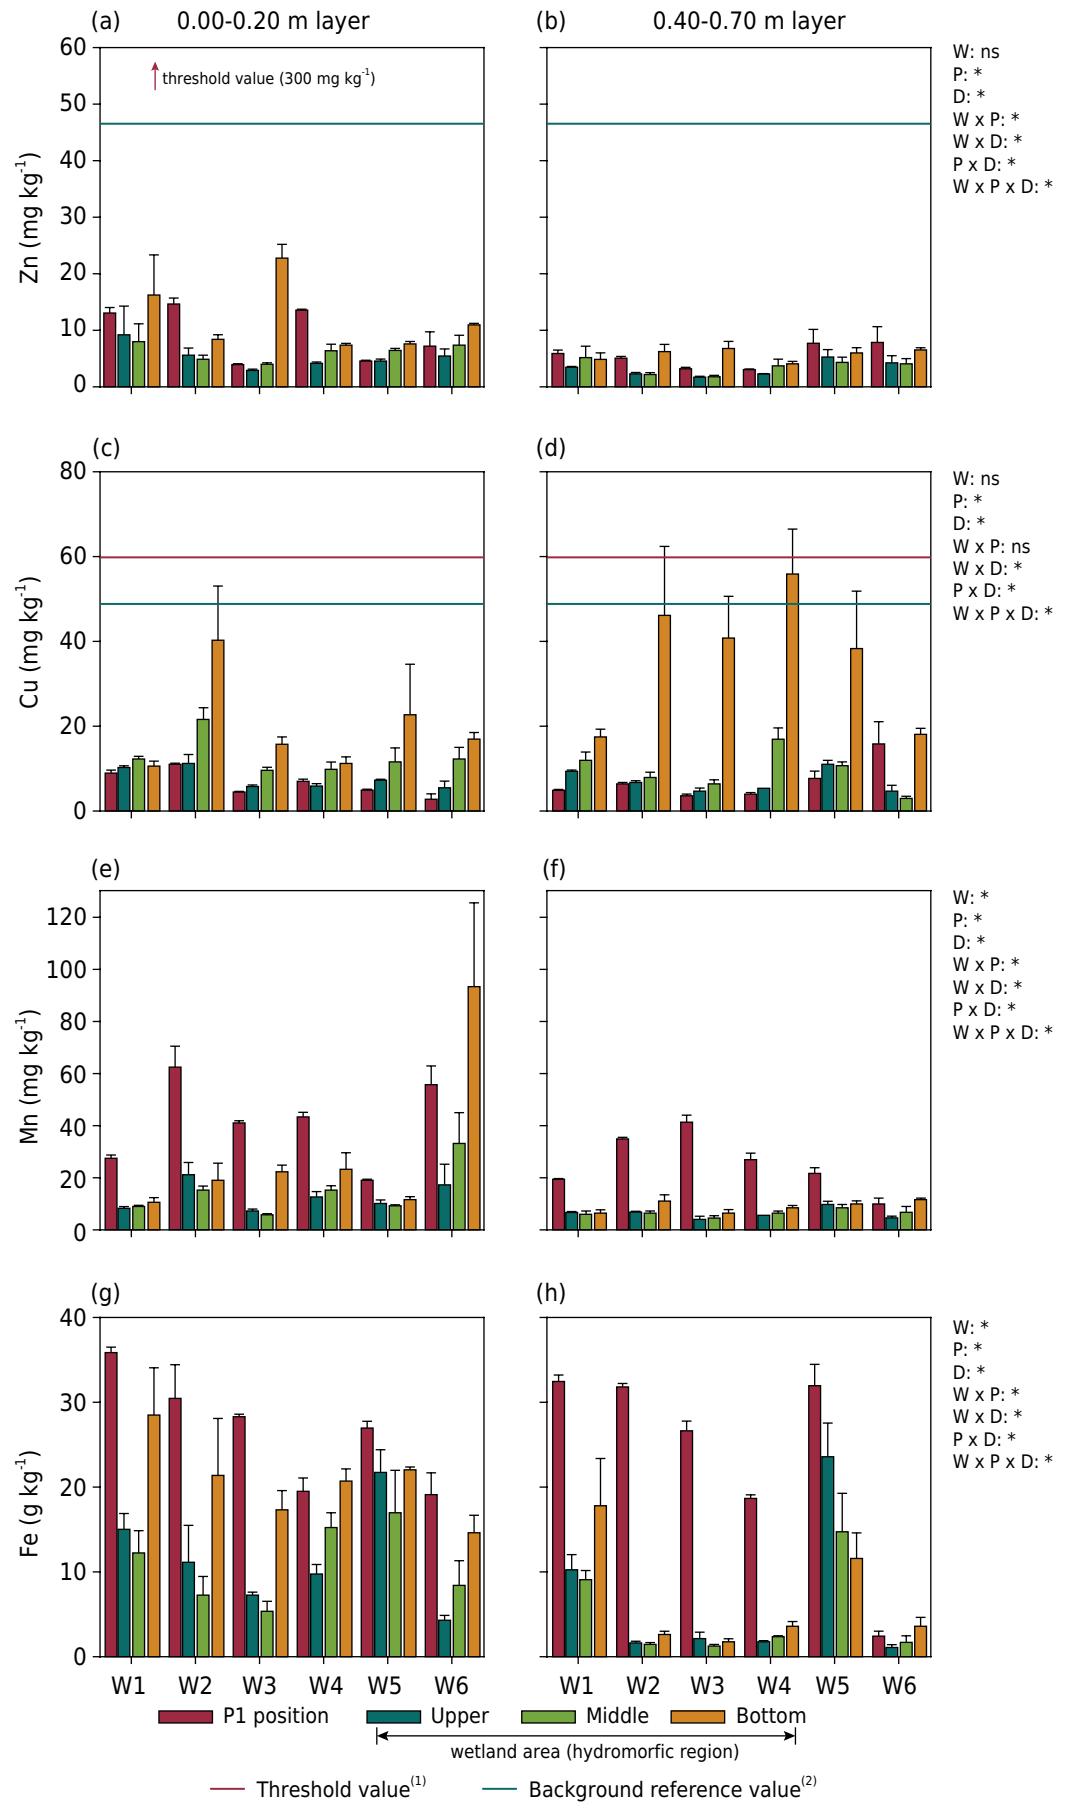 (a) 0.00-0.20 m layer
(b) 0.40-0.70 m layer
threshold value (300 mg kg-1)
Zn (mg kg-1)
60
50
40
30
20
10
0
W: ns
P: *
D: *
W x P: *
W x D: *
P x D: *
W x P x D: *
(c)
(d)
Cu (mg kg-1)
80
60
40
20
0
W: ns
P: *
D: *
W x P: ns
W x D: *
P x D: *
W x P x D: *
(e)
(f)
Mn (mg kg-1)
120
100
80
60
40
20
0
W: *
P: *
D: *
W x P: *
W x D: *
P x D: *
W x P x D: *
(g)
(h)
Fe (g kg-1)
40
30
20
10
0
W: *
P: *
D: *
W x P: *
W x D: *
P x D: *
W x P x D: *
W1 W2 W3 W4 W5 W6
W1 W2 W3 W4 W5 W6
P1 position Upper Middle Bottom
wetland area (hydromorfic region)
Threshold value(1) Background reference value(2)